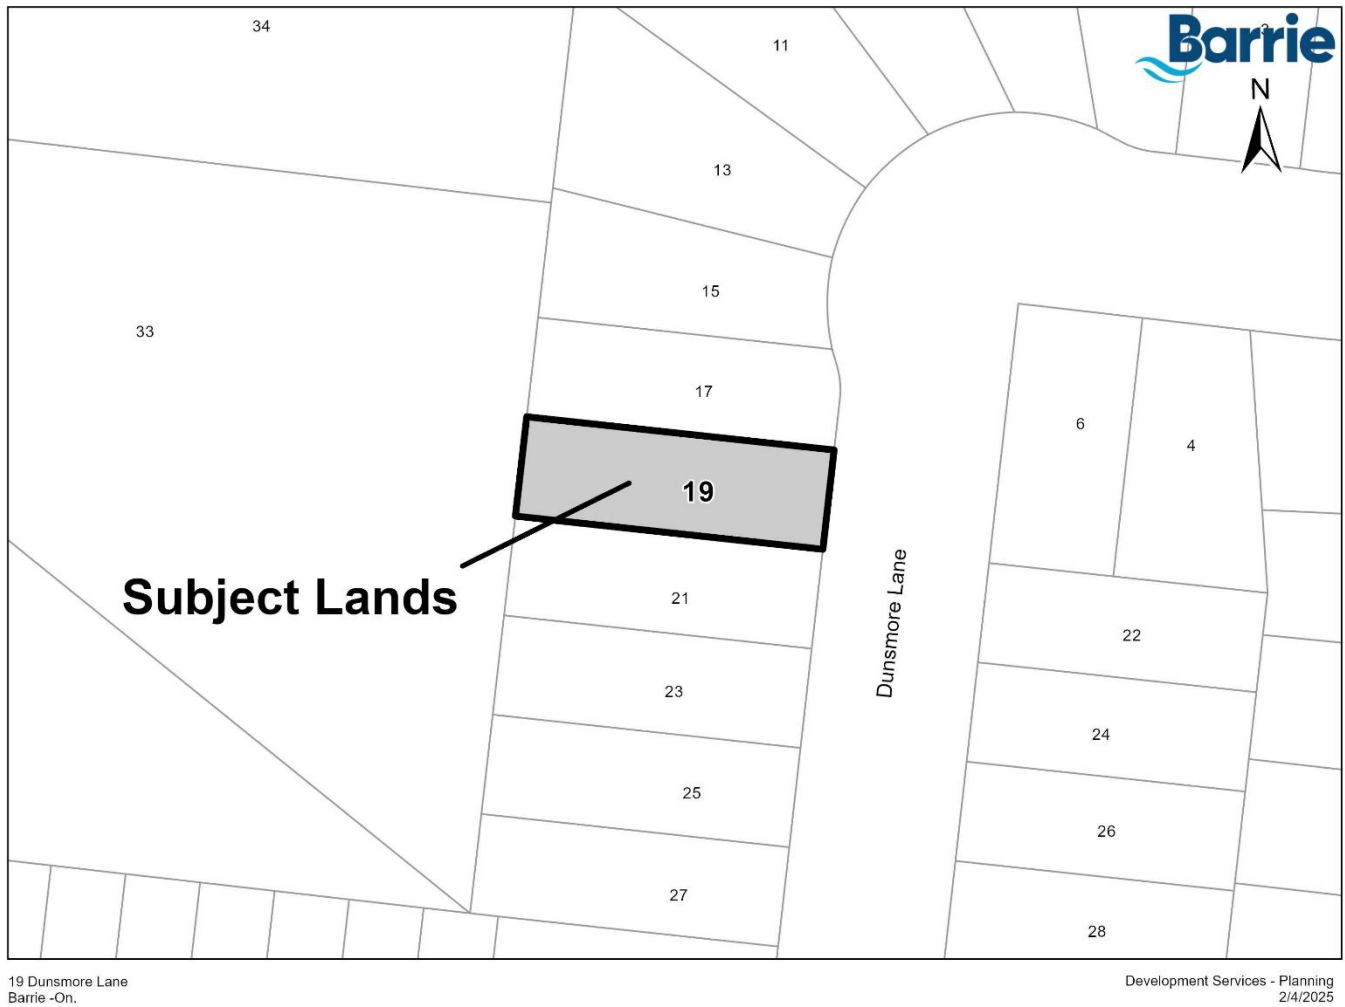 34
11
3
Barrie
N
13
15
33
17
6
4
19
Subject Lands
21
Dunsmore Lane
22
23
24
25
26
27
28
19 Dunsmore Lane
Barrie -On.
Development Services - Planning
2/4/2025